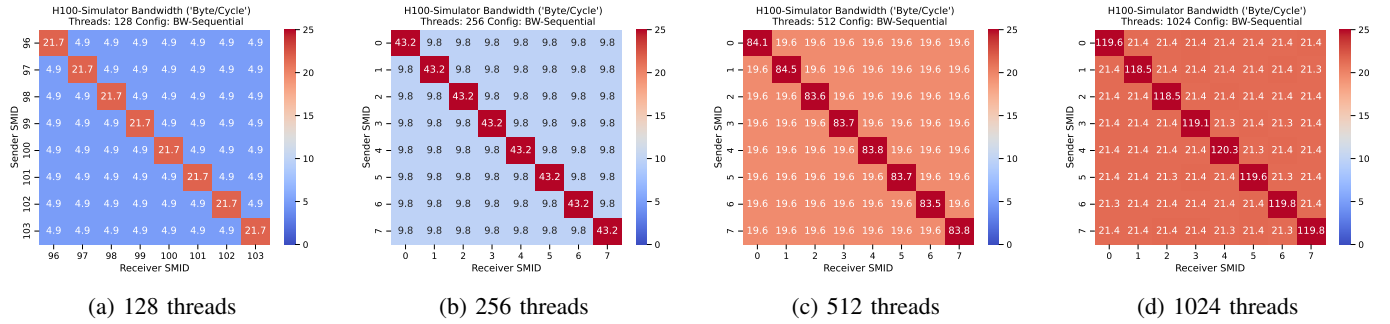 H100-Simulator Bandwidth ('Byte/Cycle')
Threads: 128 Config: BW-Sequential
Sender SMID
96 21.7 4.9 4.9 4.9 4.9 4.9 4.9 4.9
97 4.9 21.7 4.9 4.9 4.9 4.9 4.9 4.9
98 4.9 4.9 21.7 4.9 4.9 4.9 4.9 4.9
99 4.9 4.9 4.9 21.7 4.9 4.9 4.9 4.9
100 4.9 4.9 4.9 4.9 21.7 4.9 4.9 4.9
101 4.9 4.9 4.9 4.9 4.9 21.7 4.9 4.9
102 4.9 4.9 4.9 4.9 4.9 4.9 21.7 4.9
103 4.9 4.9 4.9 4.9 4.9 4.9 4.9 21.7
96 97 98 99 100 101 102 103
Receiver SMID
25
20
15
10
5
0
(a) 128 threads
H100-Simulator Bandwidth ('Byte/Cycle')
Threads: 256 Config: BW-Sequential
Sender SMID
0 43.2 9.8 9.8 9.8 9.8 9.8 9.8 9.8
1 9.8 43.2 9.8 9.8 9.8 9.8 9.8 9.8
2 9.8 9.8 43.2 9.8 9.8 9.8 9.8 9.8
3 9.8 9.8 9.8 43.2 9.8 9.8 9.8 9.8
4 9.8 9.8 9.8 9.8 43.2 9.8 9.8 9.8
5 9.8 9.8 9.8 9.8 9.8 43.2 9.8 9.8
6 9.8 9.8 9.8 9.8 9.8 9.8 43.2 9.8
7 9.8 9.8 9.8 9.8 9.8 9.8 9.8 43.2
0 1 2 3 4 5 6 7
Receiver SMID
25
20
15
10
5
0
(b) 256 threads
H100-Simulator Bandwidth ('Byte/Cycle')
Threads: 512 Config: BW-Sequential
Sender SMID
0 84.1 19.6 19.6 19.6 19.6 19.6 19.6 19.6
1 19.6 84.5 19.6 19.6 19.6 19.6 19.6 19.6
2 19.6 19.6 83.6 19.6 19.6 19.6 19.6 19.6
3 19.6 19.6 19.6 83.7 19.6 19.6 19.6 19.6
4 19.6 19.6 19.6 19.6 83.8 19.6 19.6 19.6
5 19.6 19.6 19.6 19.6 19.6 83.7 19.6 19.6
6 19.6 19.6 19.6 19.6 19.6 19.6 83.5 19.6
7 19.6 19.6 19.6 19.6 19.6 19.6 19.6 83.8
0 1 2 3 4 5 6 7
Receiver SMID
25
20
15
10
5
0
(c) 512 threads
H100-Simulator Bandwidth ('Byte/Cycle')
Threads: 1024 Config: BW-Sequential
Sender SMID
0 119.6 21.4 21.4 21.4 21.4 21.4 21.4 21.4
1 21.4 118.5 21.4 21.4 21.4 21.4 21.4 21.3
2 21.4 21.4 118.5 21.4 21.4 21.4 21.4 21.4
3 21.4 21.4 21.4 119.1 21.4 21.4 21.3 21.4
4 21.4 21.4 21.4 21.4 120.3 21.4 21.4 21.4
5 21.4 21.4 21.4 21.4 21.4 119.6 21.3 21.4
6 21.3 21.4 21.4 21.4 21.4 21.3 119.8 21.4
7 21.4 21.4 21.4 21.4 21.3 21.3 21.3 119.8
0 1 2 3 4 5 6 7
Receiver SMID
25
20
15
10
5
0
(d) 1024 threads